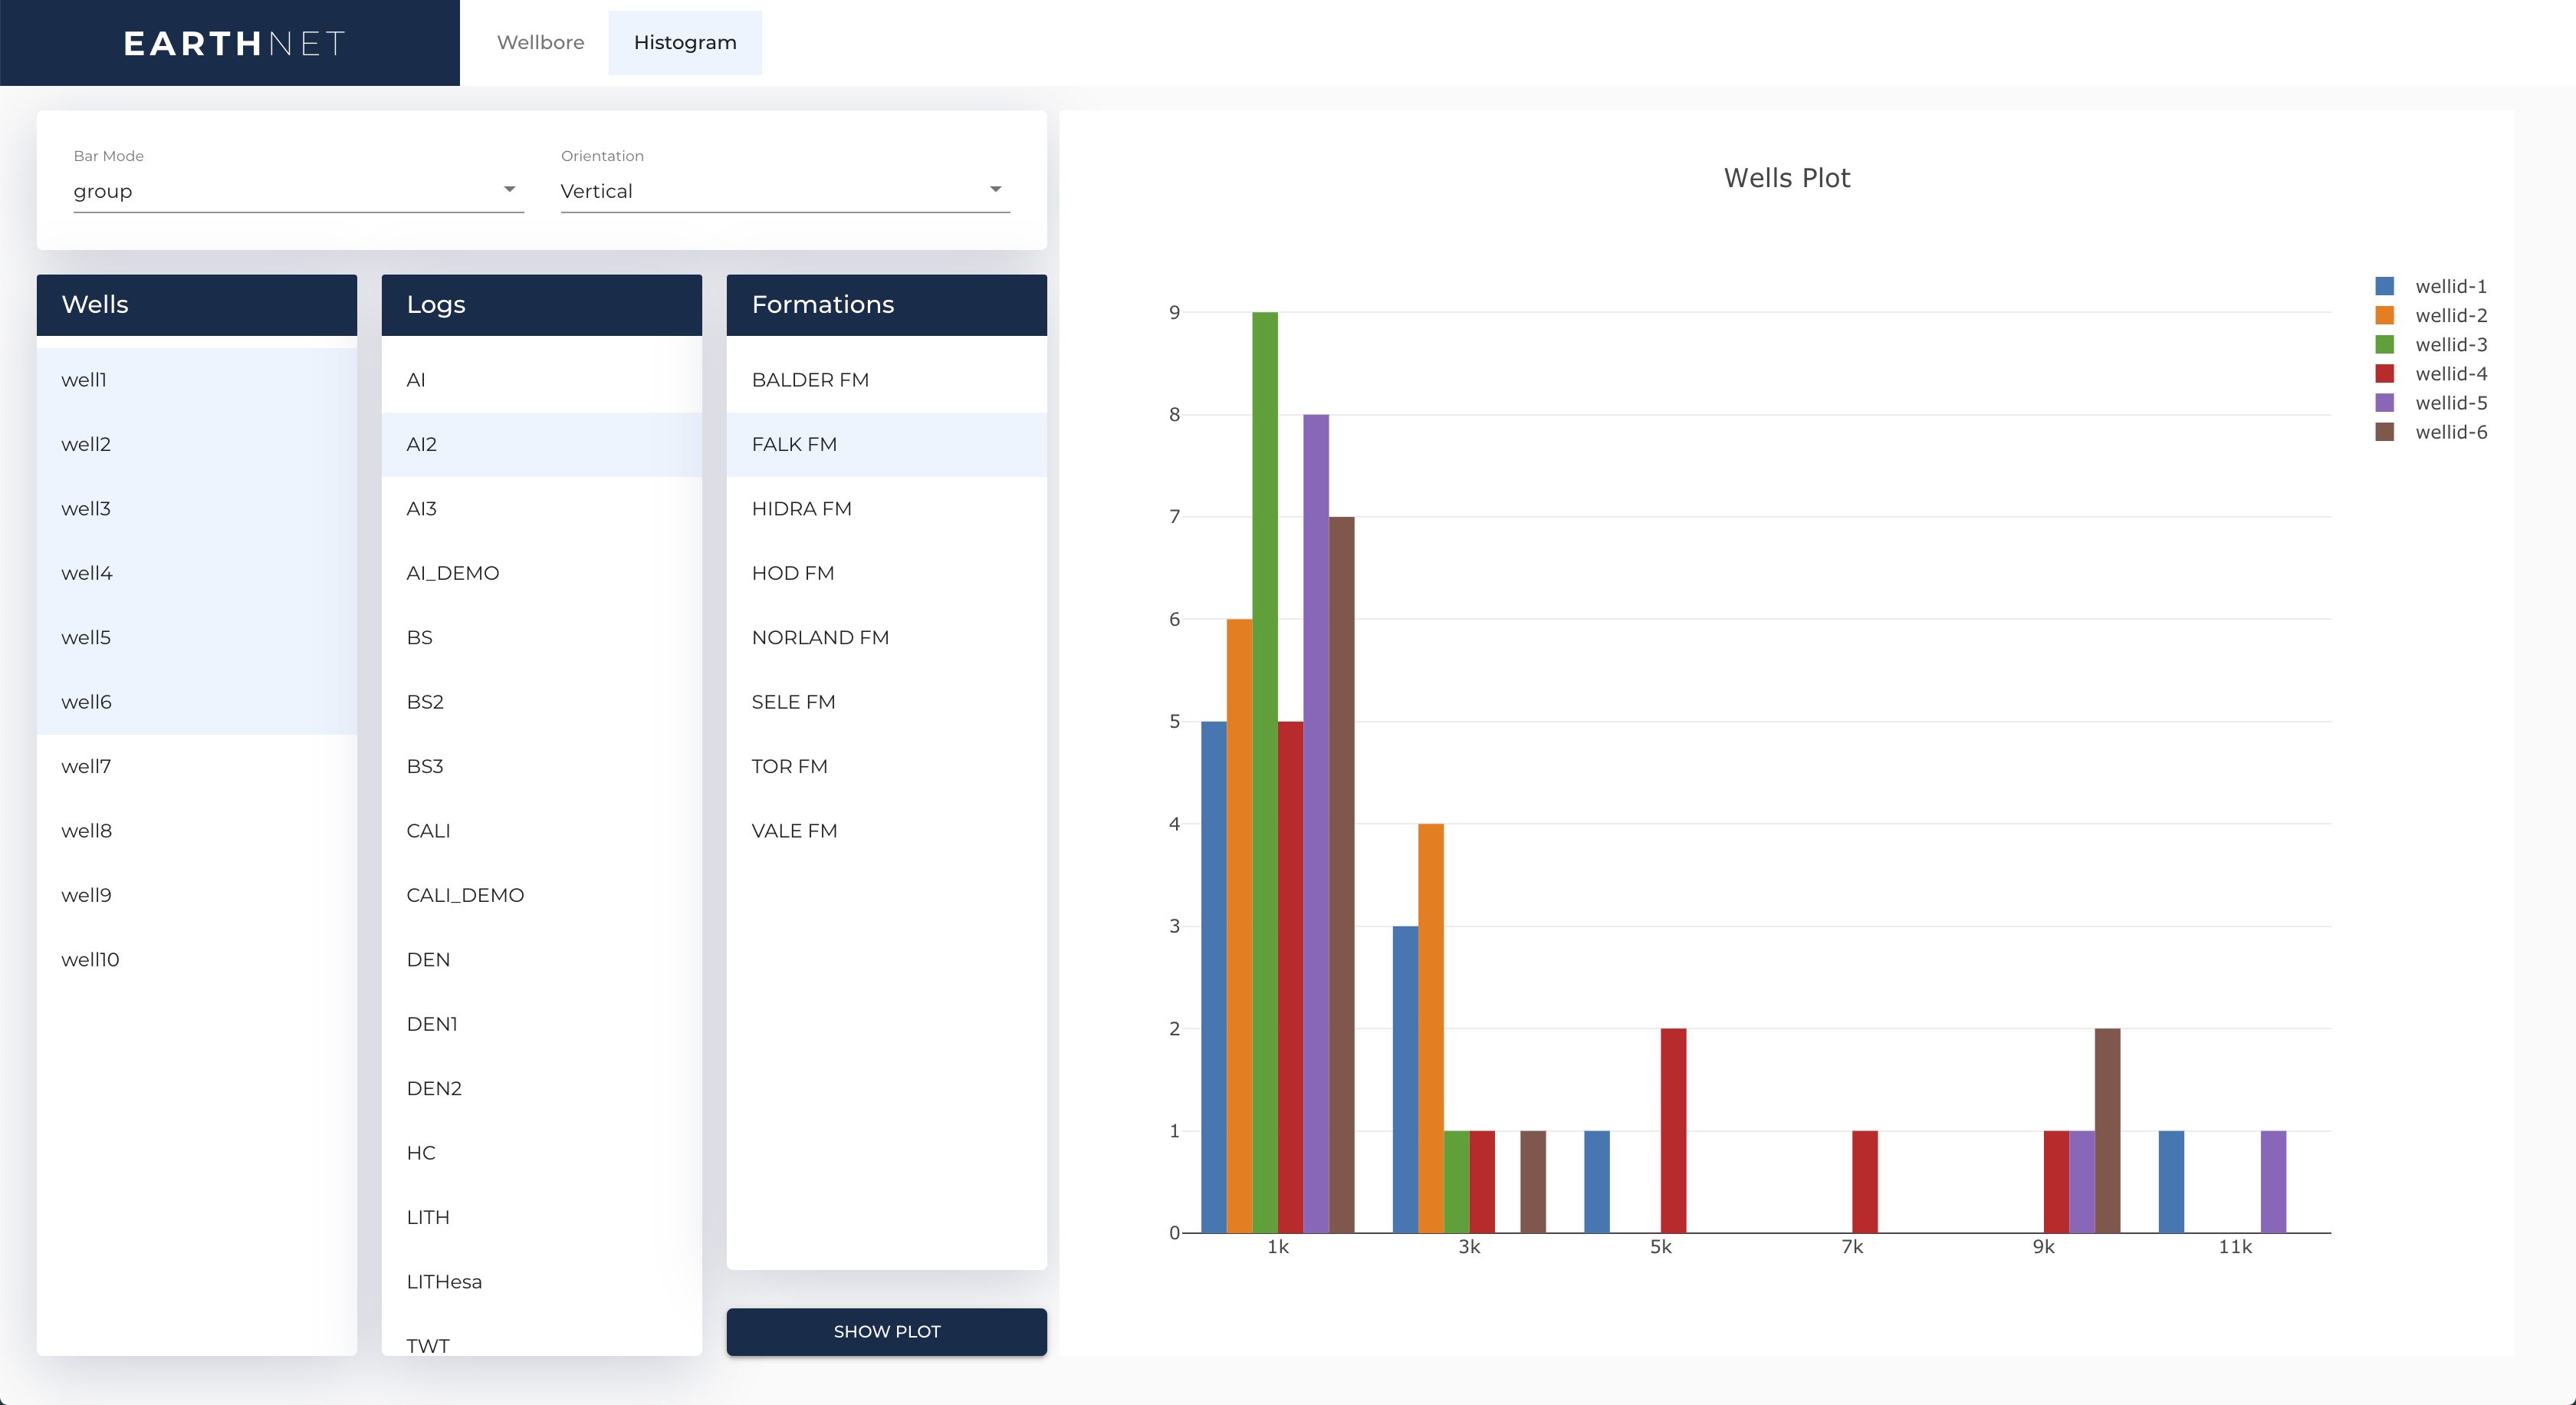 EARTHNET
Wellbore
Histogram
Bar Mode
group
Orientation
Vertical
Wells
well1
well2
well3
well4
well5
well6
well7
well8
well9
well10
Logs
AI
AI2
AI3
AI_DEMO
BS
BS2
BS3
CALI
CALI_DEMO
DEN
DEN1
DEN2
HC
LITH
LITHesa
TWT
Formations
BALDER FM
FALK FM
HIDRA FM
HOD FM
NORLAND FM
SELE FM
TOR FM
VALE FM
SHOW PLOT
Wells Plot
9
8
7
6
5
4
3
2
1
0
1k
3k
5k
7k
9k
11k
wellid-1
wellid-2
wellid-3
wellid-4
wellid-5
wellid-6